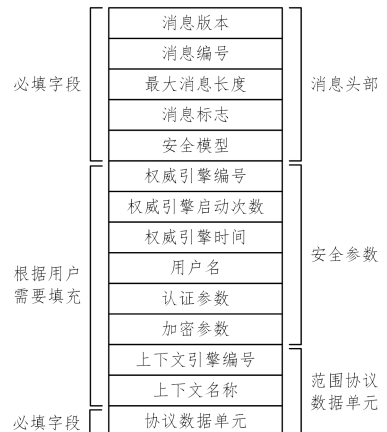 消息版本
消息编号
必填字段
最大消息长度
消息头部
消息标志
安全模型
权威引擎编号
权威引擎启动次数
权威引擎时间
安全参数
根据用户
需要填充
用户名
认证参数
加密参数
上下文引擎编号
上下文名称
范围协议
数据单元
必填字段
协议数据单元